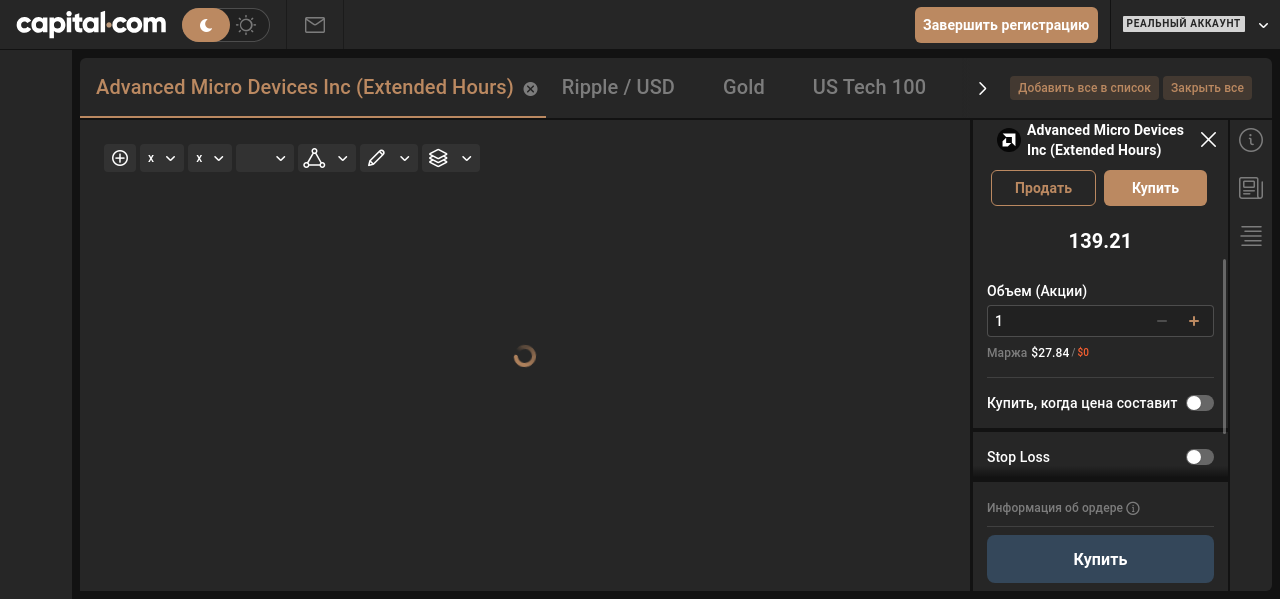 capital.com
Завершить регистрацию
РЕАЛЬНЫЙ АККАУНТ
Advanced Micro Devices Inc (Extended Hours)
Ripple / USD
Gold
US Tech 100
Добавить все в список
Закрыть все
x
x
Advanced Micro Devices
Inc (Extended Hours)
Продать
Купить
139.21
Объем (Акции)
1
Маржа $27.84 / $0
Купить, когда цена составит
Stop Loss
Информация об ордере
Купить